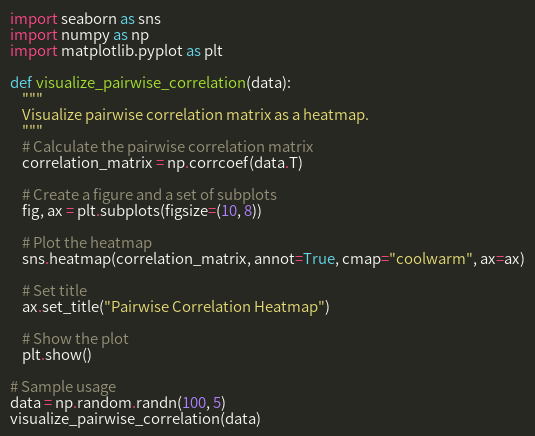 import seaborn as sns
import numpy as np
import matplotlib.pyplot as plt

def visualize_pairwise_correlation(data):
    """
    Visualize pairwise correlation matrix as a heatmap.
    """
    # Calculate the pairwise correlation matrix
    correlation_matrix = np.corrcoef(data.T)

    # Create a figure and a set of subplots
    fig, ax = plt.subplots(figsize=(10, 8))

    # Plot the heatmap
    sns.heatmap(correlation_matrix, annot=True, cmap="coolwarm", ax=ax)

    # Set title
    ax.set_title("Pairwise Correlation Heatmap")

    # Show the plot
    plt.show()

# Sample usage
data = np.random.randn(100, 5)
visualize_pairwise_correlation(data)